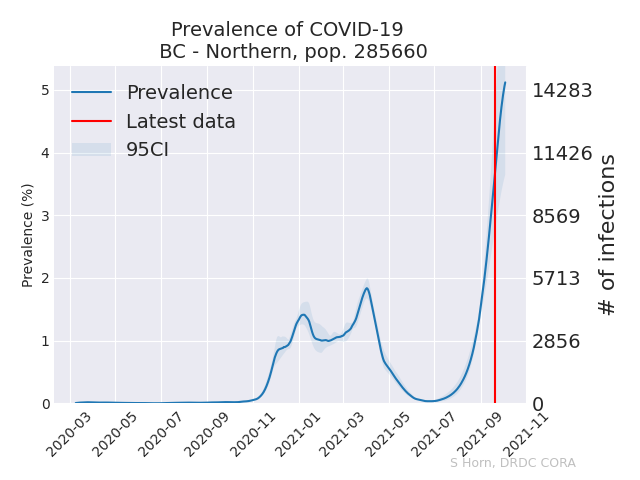 Prevalence of COVID-19
BC - Northern, pop. 285660
Prevalence
Latest data
95CI
Prevalence (%)
5
4
3
2
1
0
14283
11426
8569
5713
2856
0
# of infections
2020-03
2020-05
2020-07
2020-09
2020-11
2021-01
2021-03
2021-05
2021-07
2021-09
2021-11
S Horn, DRDC CORA